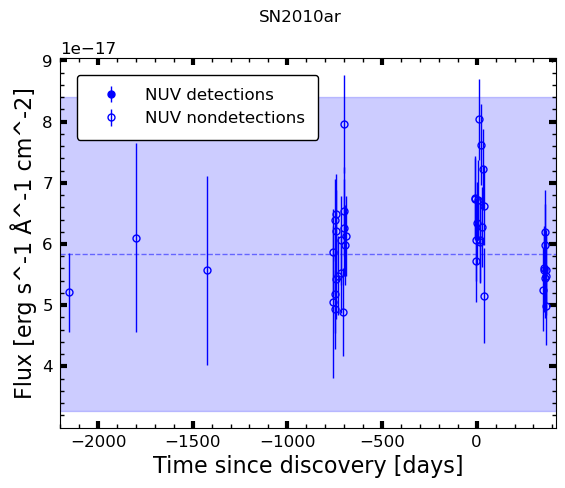 SN2010ar
1e−17
NUV detections
NUV nondetections
9
8
7
6
5
4
Flux [erg s^-1 Å^-1 cm^-2]
−2000
−1500
−1000
−500
0
Time since discovery [days]